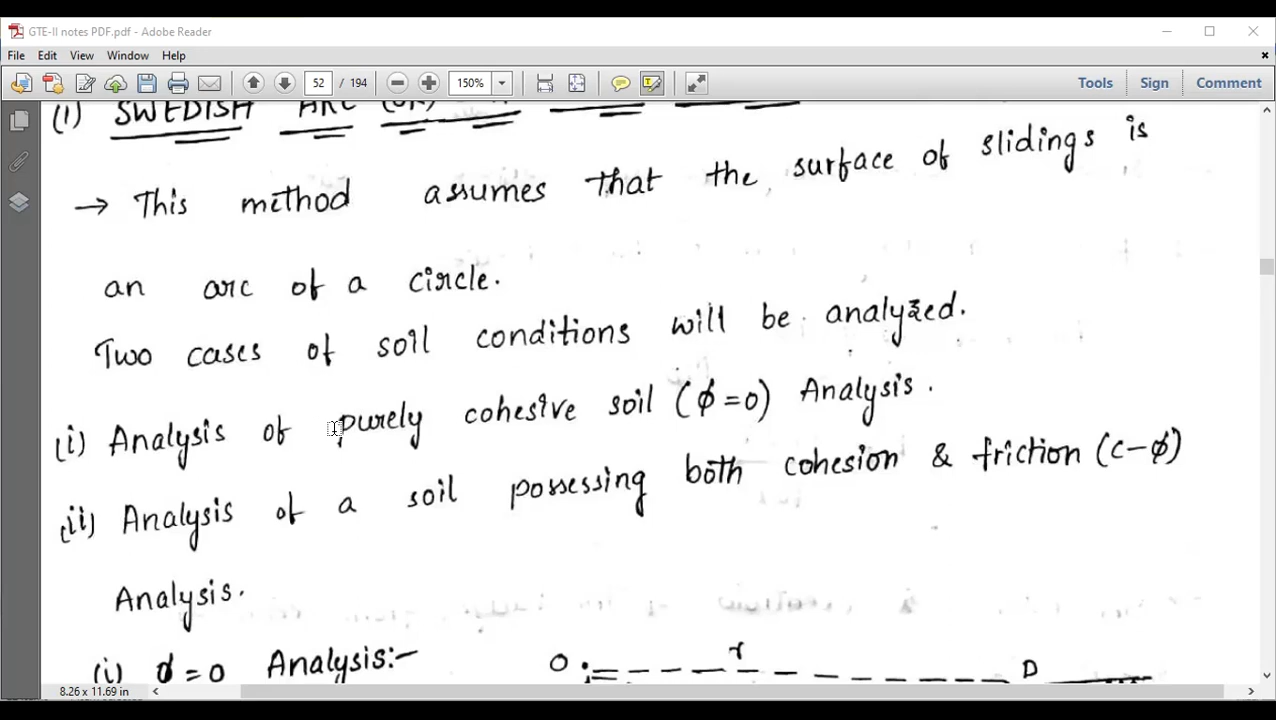 GTE-II notes PDF.pdf - Adobe Reader
File Edit View Window Help
52 / 194 150% Tools Sign Comment
(1) SWEDISH ARC (OR)
→ This method assumes that the surface of slidings is
an arc of a circle.
Two cases of soil conditions will be analyzed.
(i) Analysis of purely cohesive soil (ϕ=0) Analysis.
(ii) Analysis of a soil possessing both cohesion & friction (c-ϕ)
Analysis.
(i) ϕ=0 Analysis:-
O r D
8.26 x 11.69 in